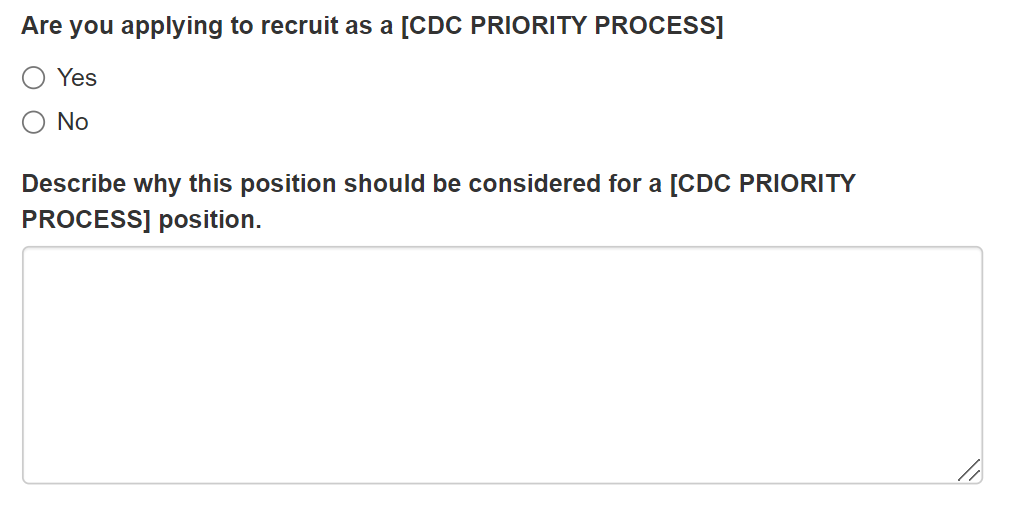 Are you applying to recruit as a [CDC PRIORITY PROCESS]
Yes
No
Describe why this position should be considered for a [CDC PRIORITY
PROCESS] position.